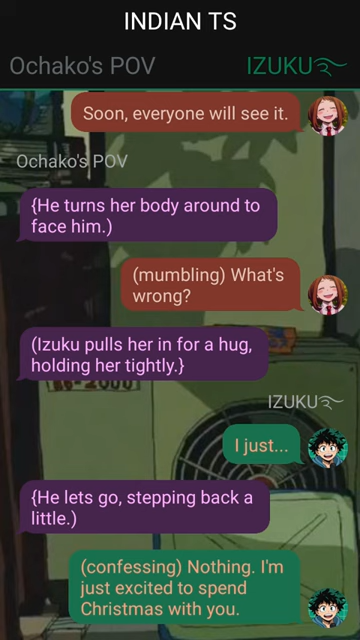 INDIAN TS
Ochako's POV
IZUKU࿐
Soon, everyone will see it.
Ochako's POV
{He turns her body around to
face him.)
(mumbling) What's
wrong?
(Izuku pulls her in for a hug,
holding her tightly.}
IZUKU࿐
I just...
{He lets go, stepping back a
little.)
(confessing) Nothing. I'm
just excited to spend
Christmas with you.